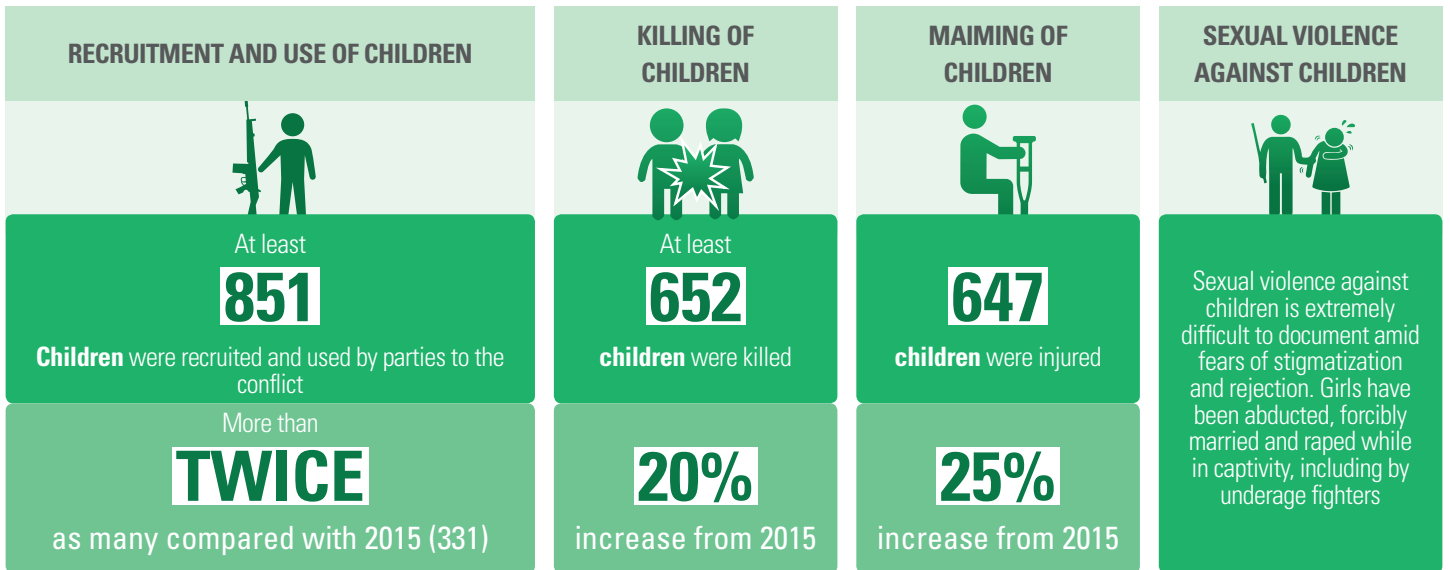 RECRUITMENT AND USE OF CHILDREN
At least
851
Children were recruited and used by parties to the
conflict
More than
TWICE
as many compared with 2015 (331)
KILLING OF
CHILDREN
At least
652
children were killed
20%
increase from 2015
MAIMING OF
CHILDREN
647
children were injured
25%
increase from 2015
SEXUAL VIOLENCE
AGAINST CHILDREN
Sexual violence against
children is extremely
difficult to document amid
fears of stigmatization
and rejection. Girls have
been abducted, forcibly
married and raped while
in captivity, including by
underage fighters